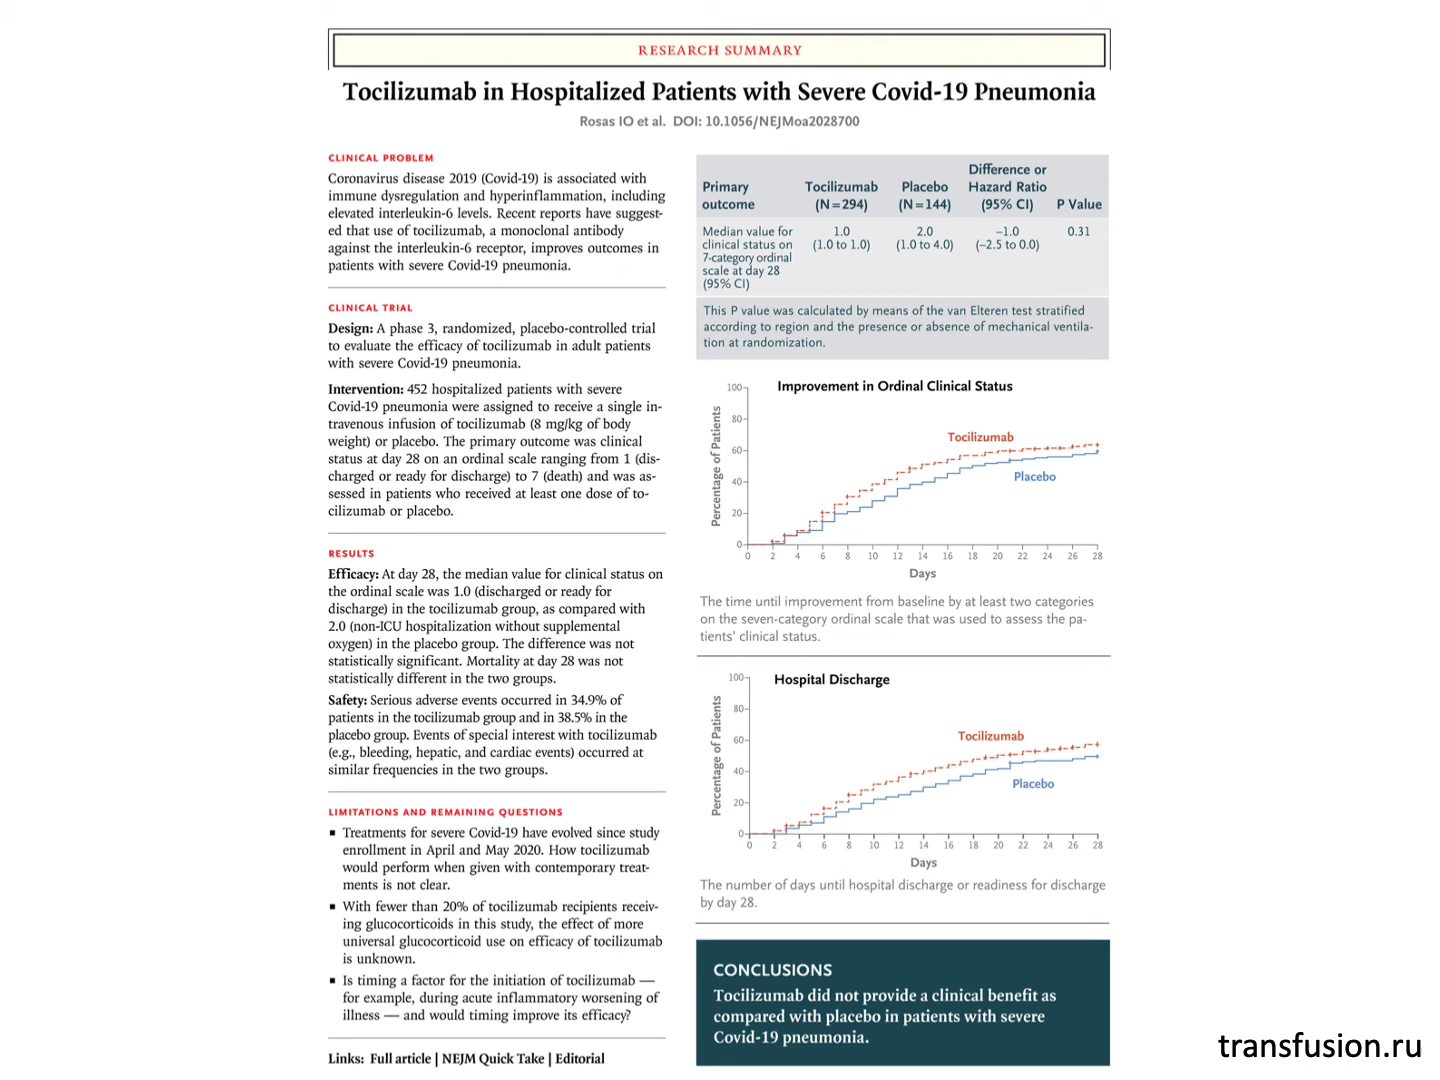 RESEARCH SUMMARY
Tocilizumab in Hospitalized Patients with Severe Covid-19 Pneumonia
Rosas IO et al. DOI: 10.1056/NEJMoa2028700
CLINICAL PROBLEM
Coronavirus disease 2019 (Covid-19) is associated with
immune dysregulation and hyperinflammation, including
elevated interleukin-6 levels. Recent reports have suggest-
ed that use of tocilizumab, a monoclonal antibody
against the interleukin-6 receptor, improves outcomes in
patients with severe Covid-19 pneumonia.
CLINICAL TRIAL
Design: A phase 3, randomized, placebo-controlled trial
to evaluate the efficacy of tocilizumab in adult patients
with severe Covid-19 pneumonia.
Intervention: 452 hospitalized patients with severe
Covid-19 pneumonia were assigned to receive a single in-
travenous infusion of tocilizumab (8 mg/kg of body
weight) or placebo. The primary outcome was clinical
status at day 28 on an ordinal scale ranging from 1 (dis-
charged or ready for discharge) to 7 (death) and was as-
sessed in patients who received at least one dose of to-
cilizumab or placebo.
RESULTS
Efficacy: At day 28, the median value for clinical status on
the ordinal scale was 1.0 (discharged or ready for
discharge) in the tocilizumab group, as compared with
2.0 (non-ICU hospitalization without supplemental
oxygen) in the placebo group. The difference was not
statistically significant. Mortality at day 28 was not
statistically different in the two groups.
Safety: Serious adverse events occurred in 34.9% of
patients in the tocilizumab group and in 38.5% in the
placebo group. Events of special interest with tocilizumab
(e.g., bleeding, hepatic, and cardiac events) occurred at
similar frequencies in the two groups.
LIMITATIONS AND REMAINING QUESTIONS
▪ Treatments for severe Covid-19 have evolved since study
enrollment in April and May 2020. How tocilizumab
would perform when given with contemporary treat-
ments is not clear.
▪ With fewer than 20% of tocilizumab recipients receiv-
ing glucocorticoids in this study, the effect of more
universal glucocorticoid use on efficacy of tocilizumab
is unknown.
▪ Is timing a factor for the initiation of tocilizumab —
for example, during acute inflammatory worsening of
illness — and would timing improve its efficacy?
Links: Full article | NEJM Quick Take | Editorial
Primary outcome Tocilizumab (N=294) Placebo (N=144) Difference or Hazard Ratio (95% CI) P Value
Median value for clinical status on 7-category ordinal scale at day 28 (95% CI) 1.0 (1.0 to 1.0) 2.0 (1.0 to 4.0) –1.0 (–2.5 to 0.0) 0.31
This P value was calculated by means of the van Elteren test stratified
according to region and the presence or absence of mechanical ventila-
tion at randomization.
Improvement in Ordinal Clinical Status
Percentage of Patients
100
80
60
40
20
0
Tocilizumab
Placebo
0 2 4 6 8 10 12 14 16 18 20 22 24 26 28
Days
The time until improvement from baseline by at least two categories
on the seven-category ordinal scale that was used to assess the pa-
tients' clinical status.
Hospital Discharge
Percentage of Patients
100
80
60
40
20
0
Tocilizumab
Placebo
0 2 4 6 8 10 12 14 16 18 20 22 24 26 28
Days
The number of days until hospital discharge or readiness for discharge
by day 28.
CONCLUSIONS
Tocilizumab did not provide a clinical benefit as
compared with placebo in patients with severe
Covid-19 pneumonia.
transfusion.ru